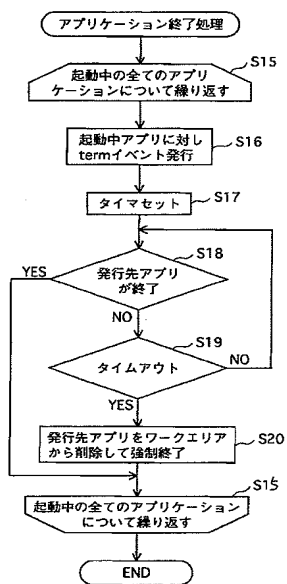 アプリケーション終了処理
S15
起動中の全てのアプリ
ケーションについて繰り返す
S16
起動中アプリに対し
termイベント発行
S17
タイマセット
S18
YES
発行先アプリ
が終了
NO
S19
タイムアウト
NO
YES
発行先アプリをワークエリア
から削除して強制終了
S20
S15
起動中の全てのアプリケーション
について繰り返す
END